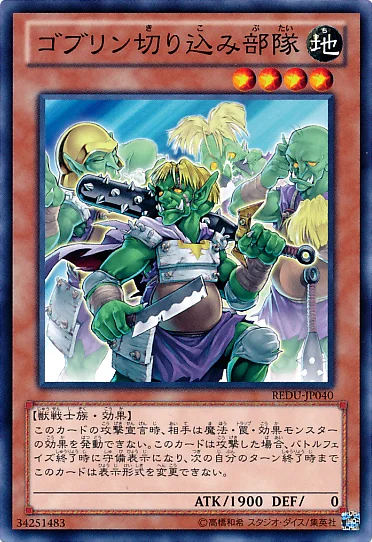 ゴブリン切り込み部隊
地
REDU-JP040
【獣戦士族・効果】
このカードの攻撃宣言時、相手は魔法・罠・効果モンスター
の効果を発動できない。このカードは攻撃した場合、バトルフェ
イズ終了時に守備表示になり、次の自分のターン終了時まで
このカードは表示形式を変更できない。
ATK/1900 DEF/ 0
34251483
©高橋和希 スタジオ・ダイス/集英社